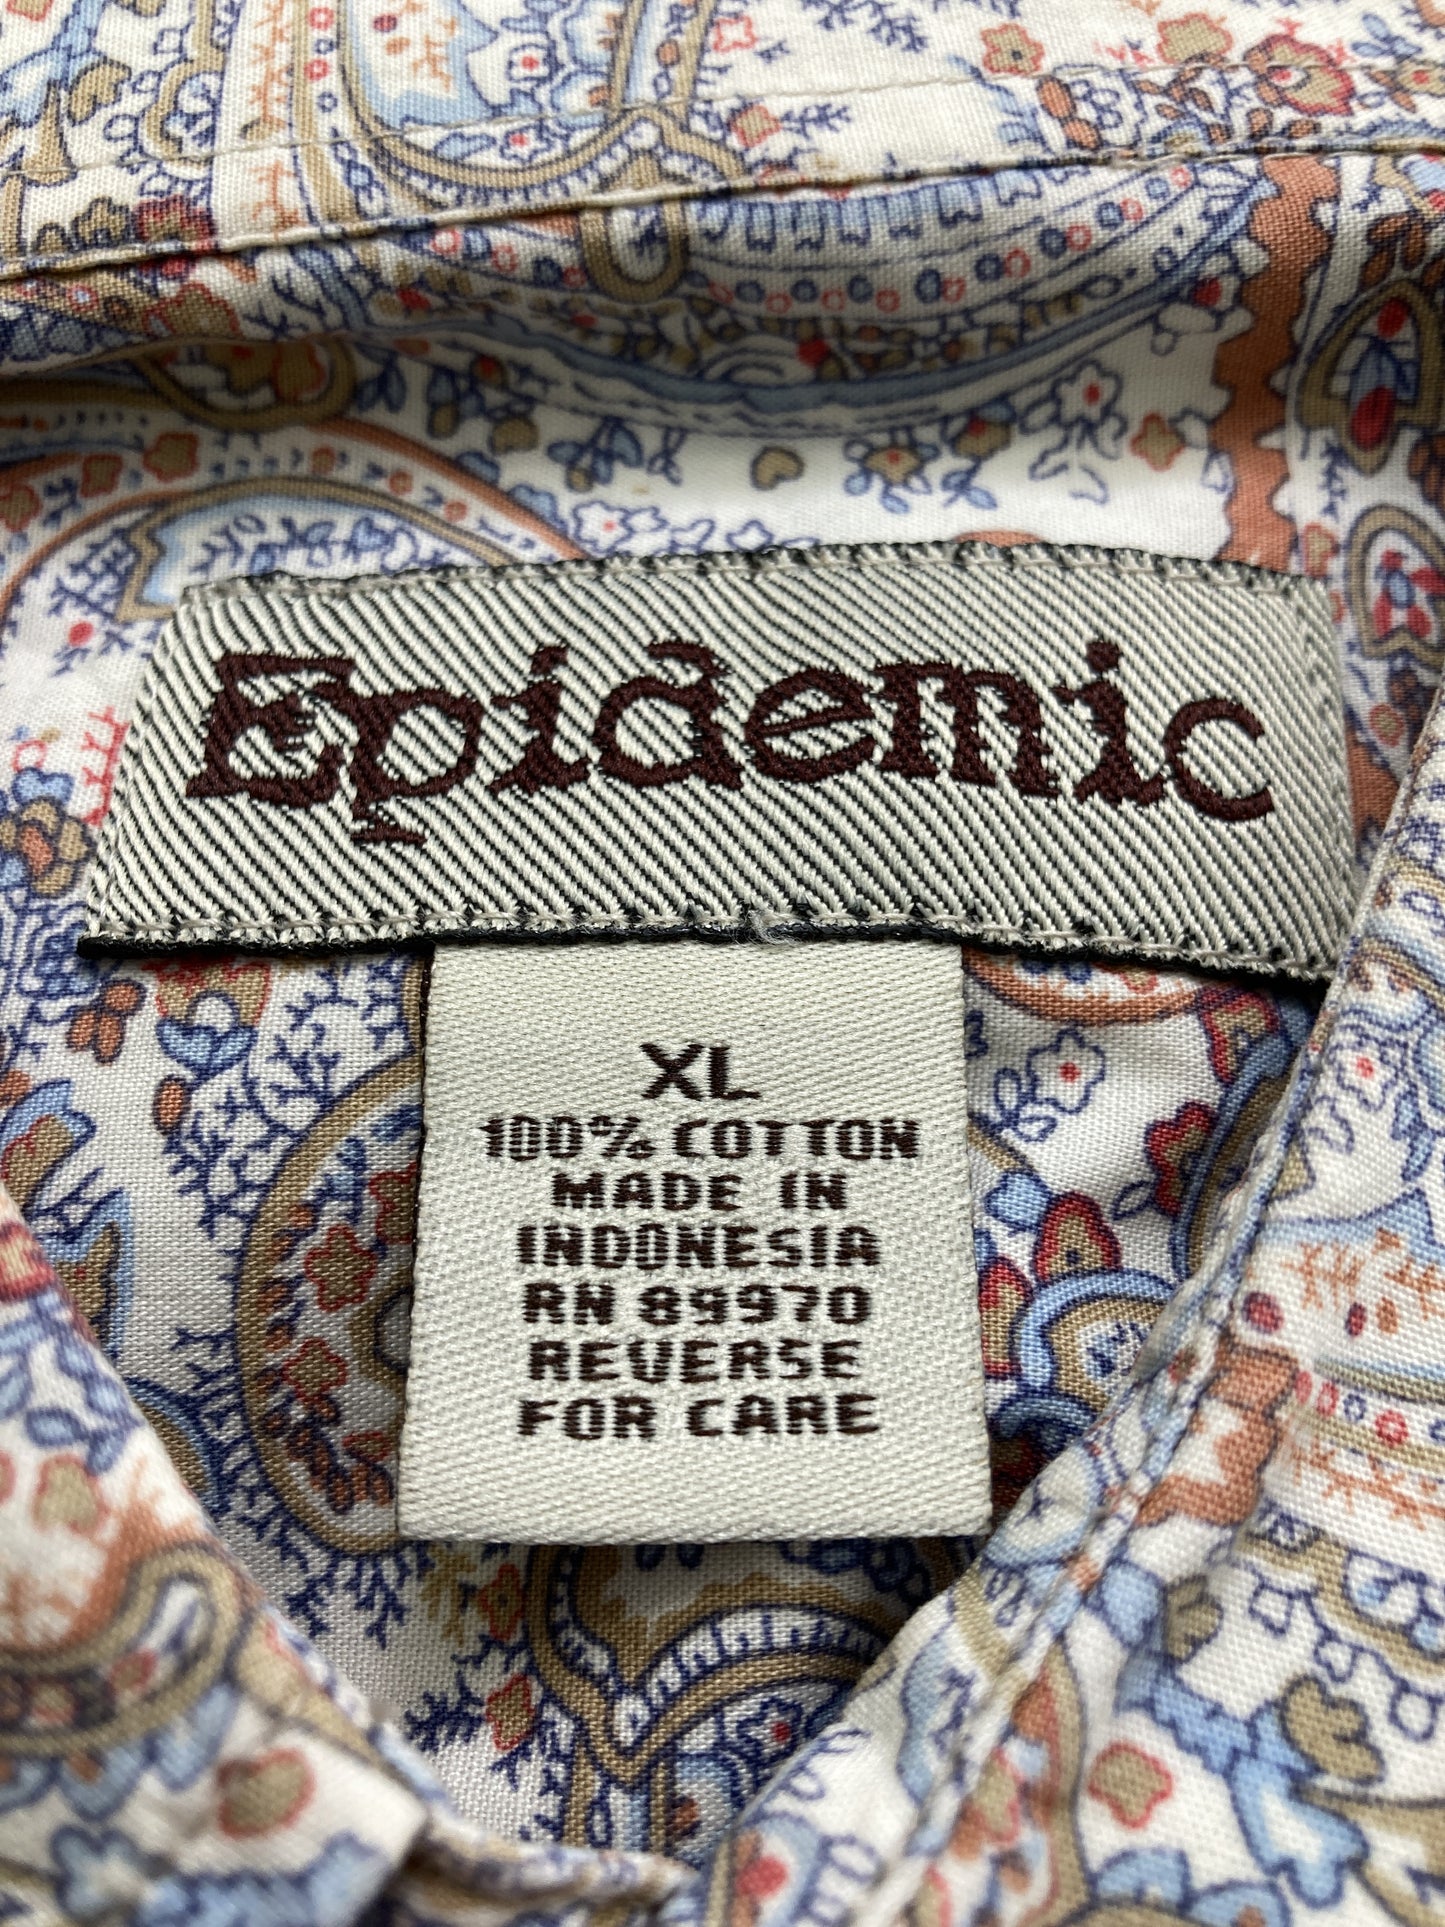 Epidemic
XL
100% COTTON
MADE IN
INDONESIA
RN 89970
REVERSE
FOR CARE